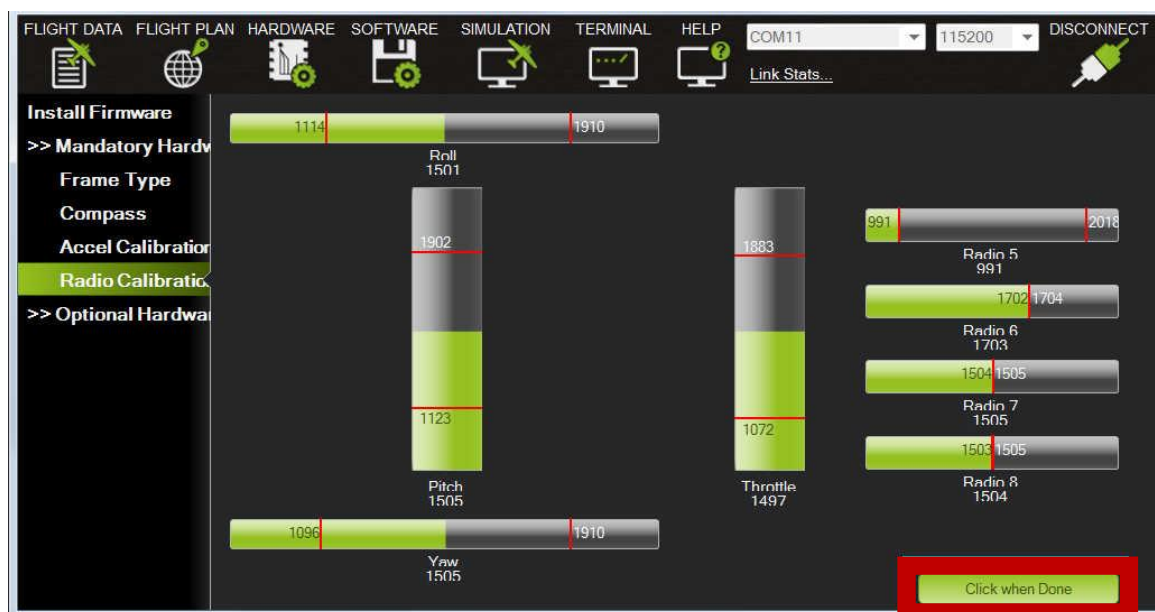 FLIGHT DATA FLIGHT PLAN HARDWARE SOFTWARE SIMULATION TERMINAL HELP COM11 115200 DISCONNECT
Link Stats...
Install Firmware
>> Mandatory Hardw
Frame Type
Compass
Accel Calibration
Radio Calibratic
>> Optional Hardwar
1114 1910
Roll
1501
1902
1123
Pitch
1505
1883
1072
Throttle
1497
991 2018
Radio 5
991
1702 1704
Radio 6
1703
1504 1505
Radio 7
1505
1503 1505
Radio 8
1504
1096 1910
Yaw
1505
Click when Done